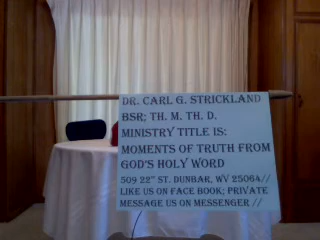 DR. CARL G. STRICKLAND
BSR; TH. M. TH. D.
MINISTRY TITLE IS:
MOMENTS OF TRUTH FROM
GOD'S HOLY WORD
509 22ND ST. DUNBAR, WV 25064//
LIKE US ON FACE BOOK; PRIVATE
MESSAGE US ON MESSENGER //